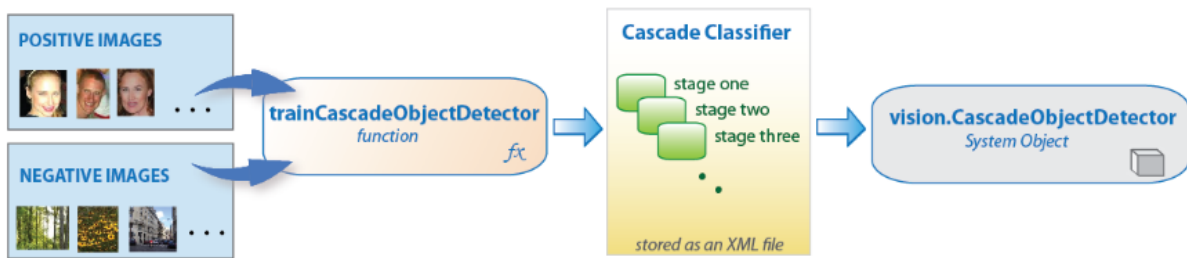 POSITIVE IMAGES
. . .
NEGATIVE IMAGES
. . .
trainCascadeObjectDetector
function
fx
Cascade Classifier
stage one
stage two
stage three
stored as an XML file
vision.CascadeObjectDetector
System Object